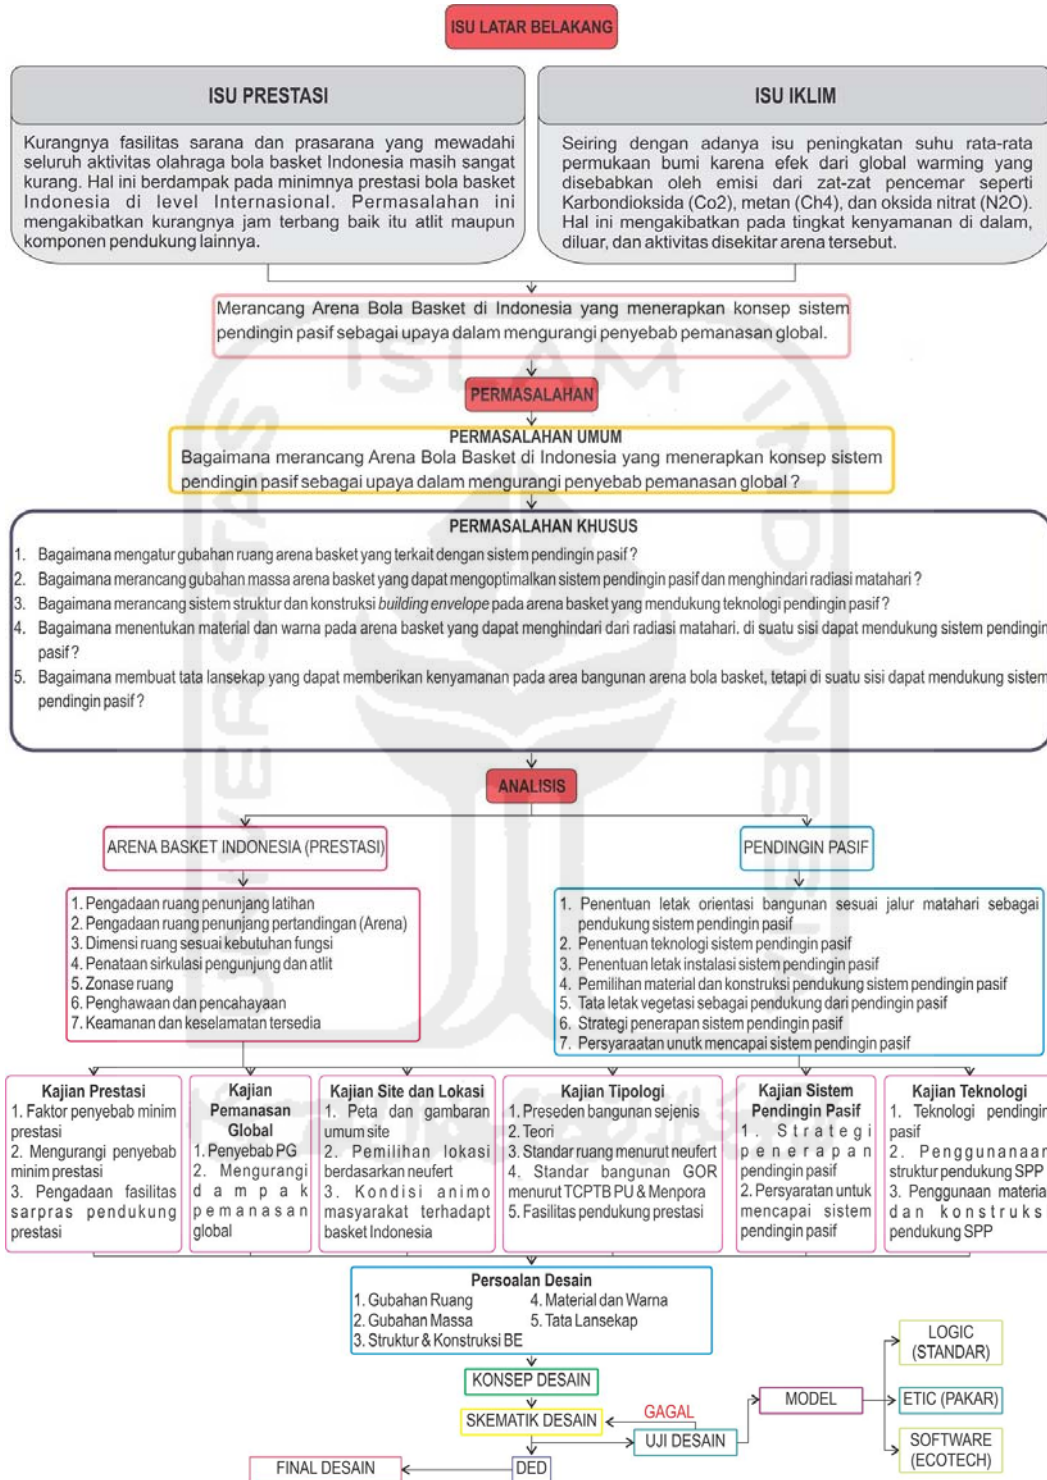 ISU LATAR BELAKANG
ISU PRESTASI
Kurangnya fasilitas sarana dan prasarana yang mewadahi
seluruh aktivitas olahraga bola basket Indonesia masih sangat
kurang. Hal ini berdampak pada minimnya prestasi bola basket
Indonesia di level Internasional. Permasalahan ini
mengakibatkan kurangnya jam terbang baik itu atlit maupun
komponen pendukung lainnya.
ISU IKLIM
Seiring dengan adanya isu peningkatan suhu rata-rata
permukaan bumi karena efek dari global warming yang
disebabkan oleh emisi dari zat-zat pencemar seperti
Karbondioksida (Co2), metan (Ch4), dan oksida nitrat (N2O).
Hal ini mengakibatkan pada tingkat kenyamanan di dalam,
diluar, dan aktivitas disekitar arena tersebut.
Merancang Arena Bola Basket di Indonesia yang menerapkan konsep sistem
pendingin pasif sebagai upaya dalam mengurangi penyebab pemanasan global.
PERMASALAHAN
PERMASALAHAN UMUM
Bagaimana merancang Arena Bola Basket di Indonesia yang menerapkan konsep sistem
pendingin pasif sebagai upaya dalam mengurangi penyebab pemanasan global ?
PERMASALAHAN KHUSUS
1. Bagaimana mengatur gubahan ruang arena basket yang terkait dengan sistem pendingin pasif ?
2. Bagaimana merancang gubahan massa arena basket yang dapat mengoptimalkan sistem pendingin pasif dan menghindari radiasi matahari ?
3. Bagaimana merancang sistem struktur dan konstruksi building envelope pada arena basket yang mendukung teknologi pendingin pasif ?
4. Bagaimana menentukan material dan warna pada arena basket yang dapat menghindari dari radiasi matahari. di suatu sisi dapat mendukung sistem pendingin
pasif ?
5. Bagaimana membuat tata lansekap yang dapat memberikan kenyamanan pada area bangunan arena bola basket, tetapi di suatu sisi dapat mendukung sistem
pendingin pasif ?
ANALISIS
ARENA BASKET INDONESIA (PRESTASI)
1. Pengadaan ruang penunjang latihan
2. Pengadaan ruang penunjang pertandingan (Arena)
3. Dimensi ruang sesuai kebutuhan fungsi
4. Penataan sirkulasi pengunjung dan atlit
5. Zonase ruang
6. Penghawaan dan pencahayaan
7. Keamanan dan keselamatan tersedia
PENDINGIN PASIF
1. Penentuan letak orientasi bangunan sesuai jalur matahari sebagai
pendukung sistem pendingin pasif
2. Penentuan teknologi sistem pendingin pasif
3. Penentuan letak instalasi sistem pendingin pasif
4. Pemilihan material dan konstruksi pendukung sistem pendingin pasif
5. Tata letak vegetasi sebagai pendukung dari pendingin pasif
6. Strategi penerapan sistem pendingin pasif
7. Persyaraatan unutk mencapai sistem pendingin pasif
Kajian Prestasi
1. Faktor penyebab minim
prestasi
2. Mengurangi penyebab
minim prestasi
3. Pengadaan fasilitas
sarpras pendukung
prestasi
Kajian
Pemanasan
Global
1. Penyebab PG
2. Mengurangi
dampak
pemanasan
global
Kajian Site dan Lokasi
1. Peta dan gambaran
umum site
2. Pemilihan lokasi
berdasarkan neufert
3. Kondisi animo
masyarakat terhadapt
basket Indonesia
Kajian Tipologi
1. Preseden bangunan sejenis
2. Teori
3. Standar ruang menurut neufert
4. Standar bangunan GOR
menurut TCPTB PU & Menpora
5. Fasilitas pendukung prestasi
Kajian Sistem
Pendingin Pasif
1. Strategi
penerapan
pendingin pasif
2. Persyaratan untuk
mencapai sistem
pendingin pasif
Kajian Teknologi
1. Teknologi pendingin
pasif
2. Penggunanaan
struktur pendukung SPP
3. Penggunaan material
dan konstruksi
pendukung SPP
Persoalan Desain
1. Gubahan Ruang
2. Gubahan Massa
3. Struktur & Konstruksi BE
4. Material dan Warna
5. Tata Lansekap
KONSEP DESAIN
SKEMATIK DESAIN
GAGAL
UJI DESAIN
MODEL
LOGIC
(STANDAR)
ETIC (PAKAR)
SOFTWARE
(ECOTECH)
DED
FINAL DESAIN
UNIVERSITAS
ISLAM
INDONESIA